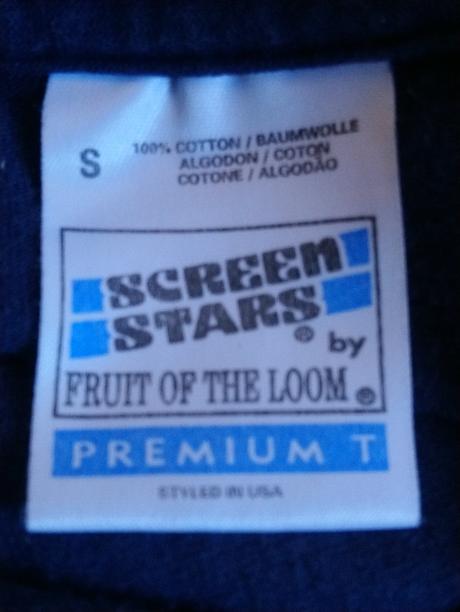 S
100% COTTON / BAUMWOLLE
ALGODON / COTON
COTONE / ALGODÃO
SCREEN
STARS ®
by
FRUIT OF THE LOOM ®
PREMIUM T
STYLED IN USA